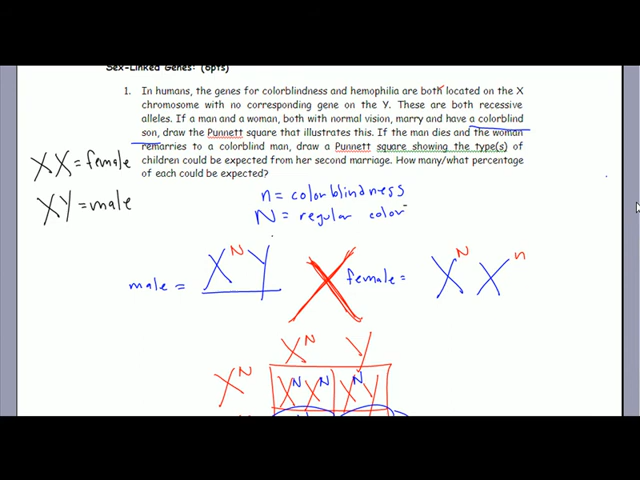 Sex-Linked Genes: (6pts)
1. In humans, the genes for colorblindness and hemophilia are both located on the X
chromosome with no corresponding gene on the Y. These are both recessive
alleles. If a man and a woman, both with normal vision, marry and have a colorblind
son, draw the Punnett square that illustrates this. If the man dies and the woman
remarries to a colorblind man, draw a Punnett square showing the type(s) of
children could be expected from her second marriage. How many/what percentage
of each could be expected?
XX = female
XY = male
n = colorblindness
N = regular color
male = X^N Y X female = X^N X^n
X^N Y
X^N X^N X^N X^N Y